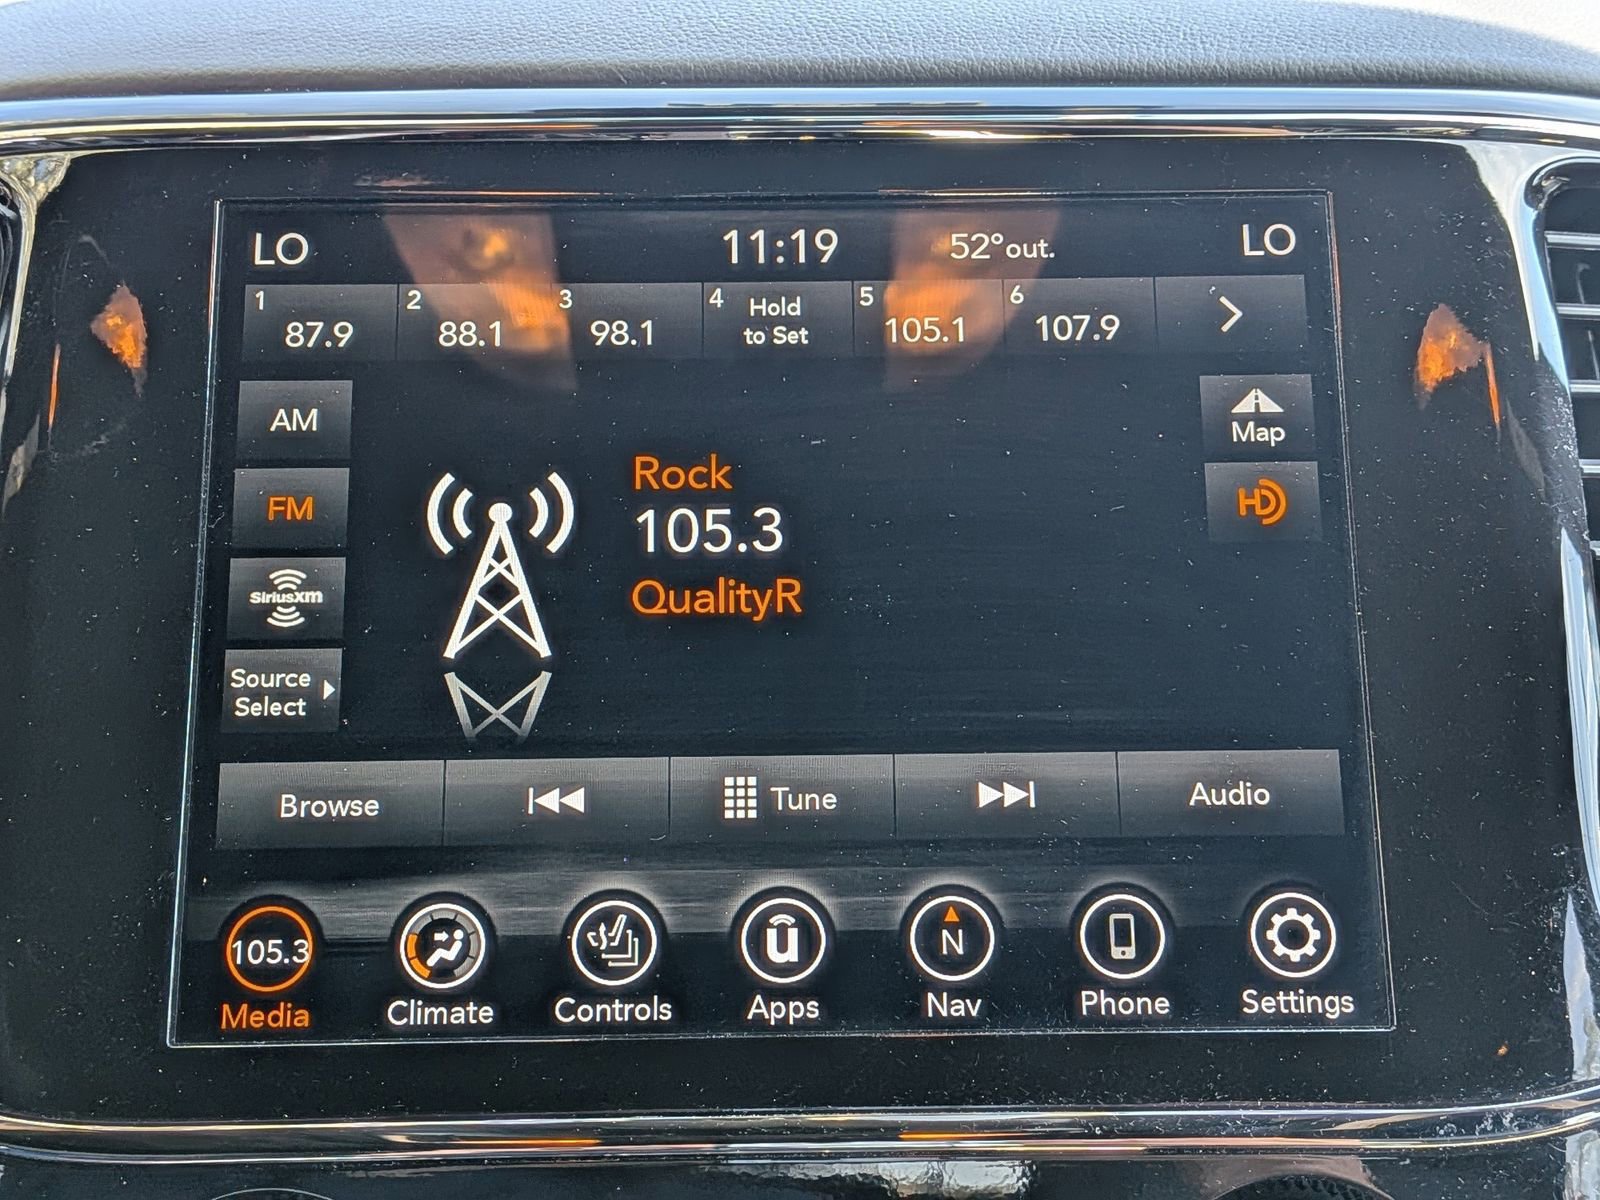 LO 11:19 52°out. LO
1 87.9
2 88.1
3 98.1
4 Hold
to Set
5 105.1
6 107.9
AM
FM
SiriusXM
Source
Select
Rock
105.3
QualityR
Map
HD
Browse
Tune
Audio
105.3
Media
Climate
Controls
u
Apps
N
Nav
Phone
Settings